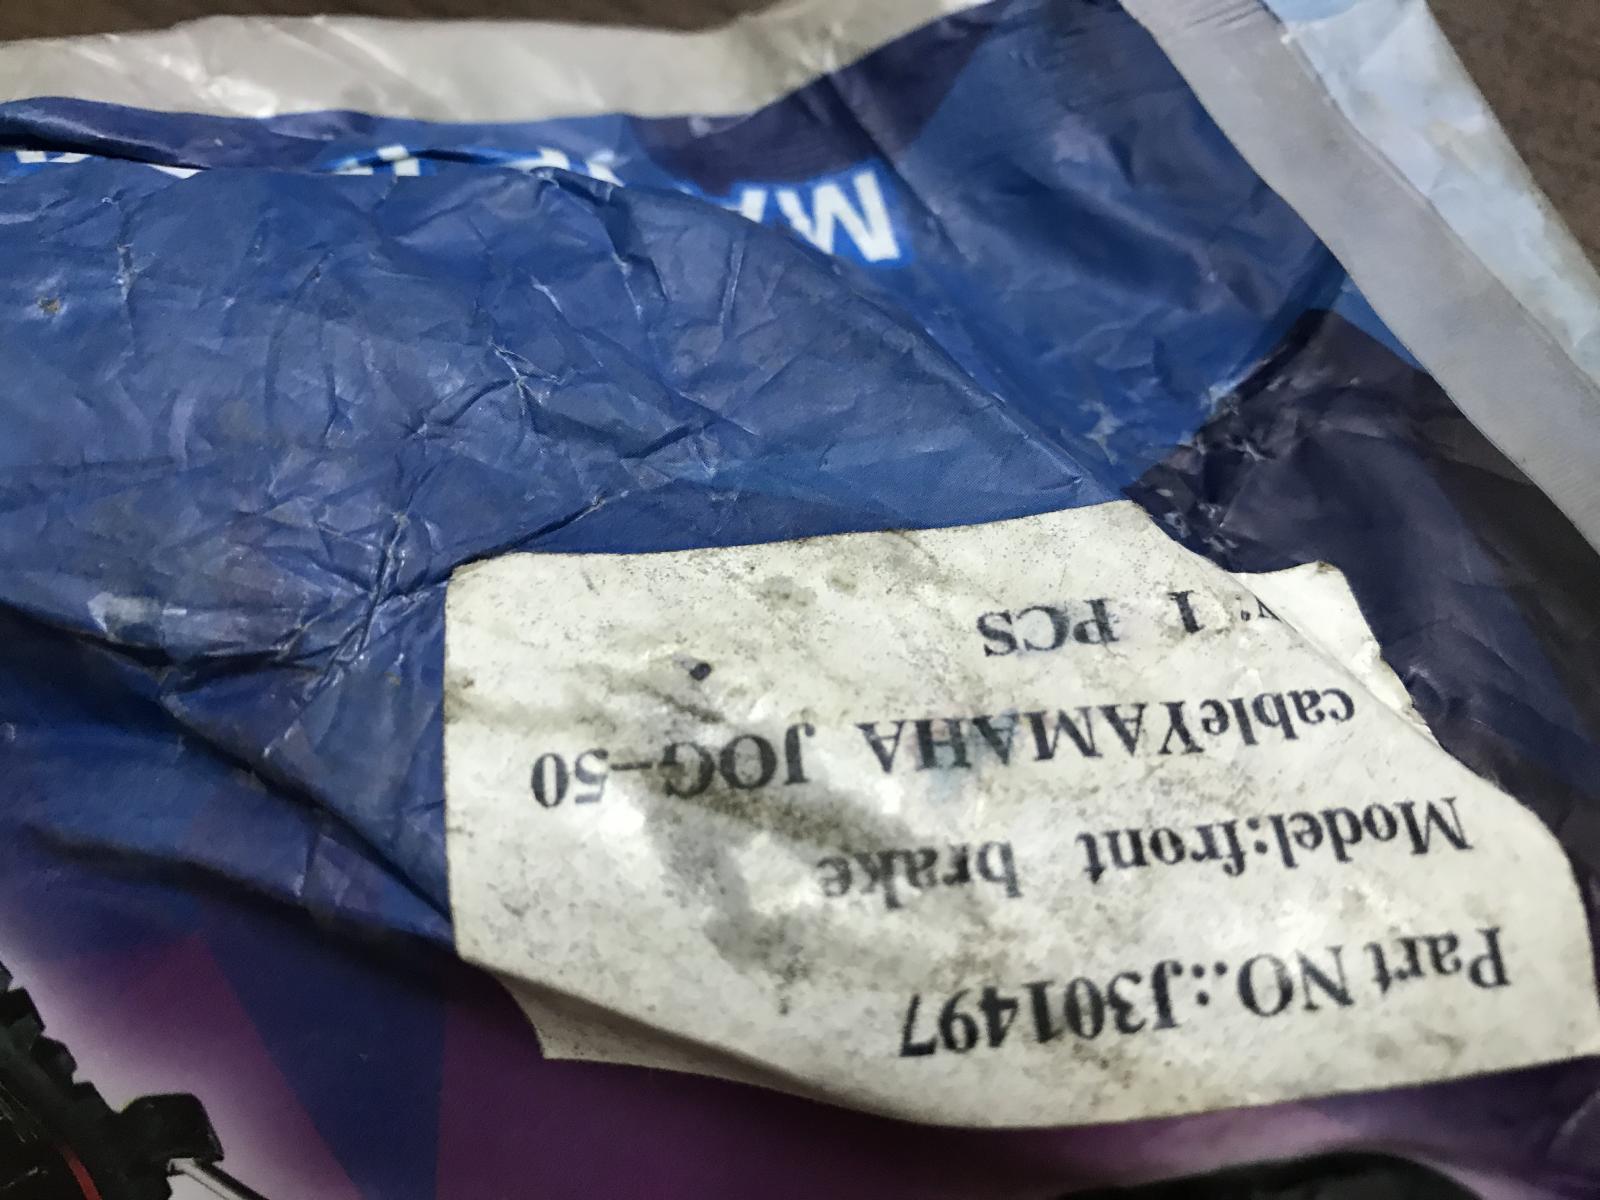 Part NO.:J301497
Model:front brake
cableYAMAHA JOG-50
1 PCS